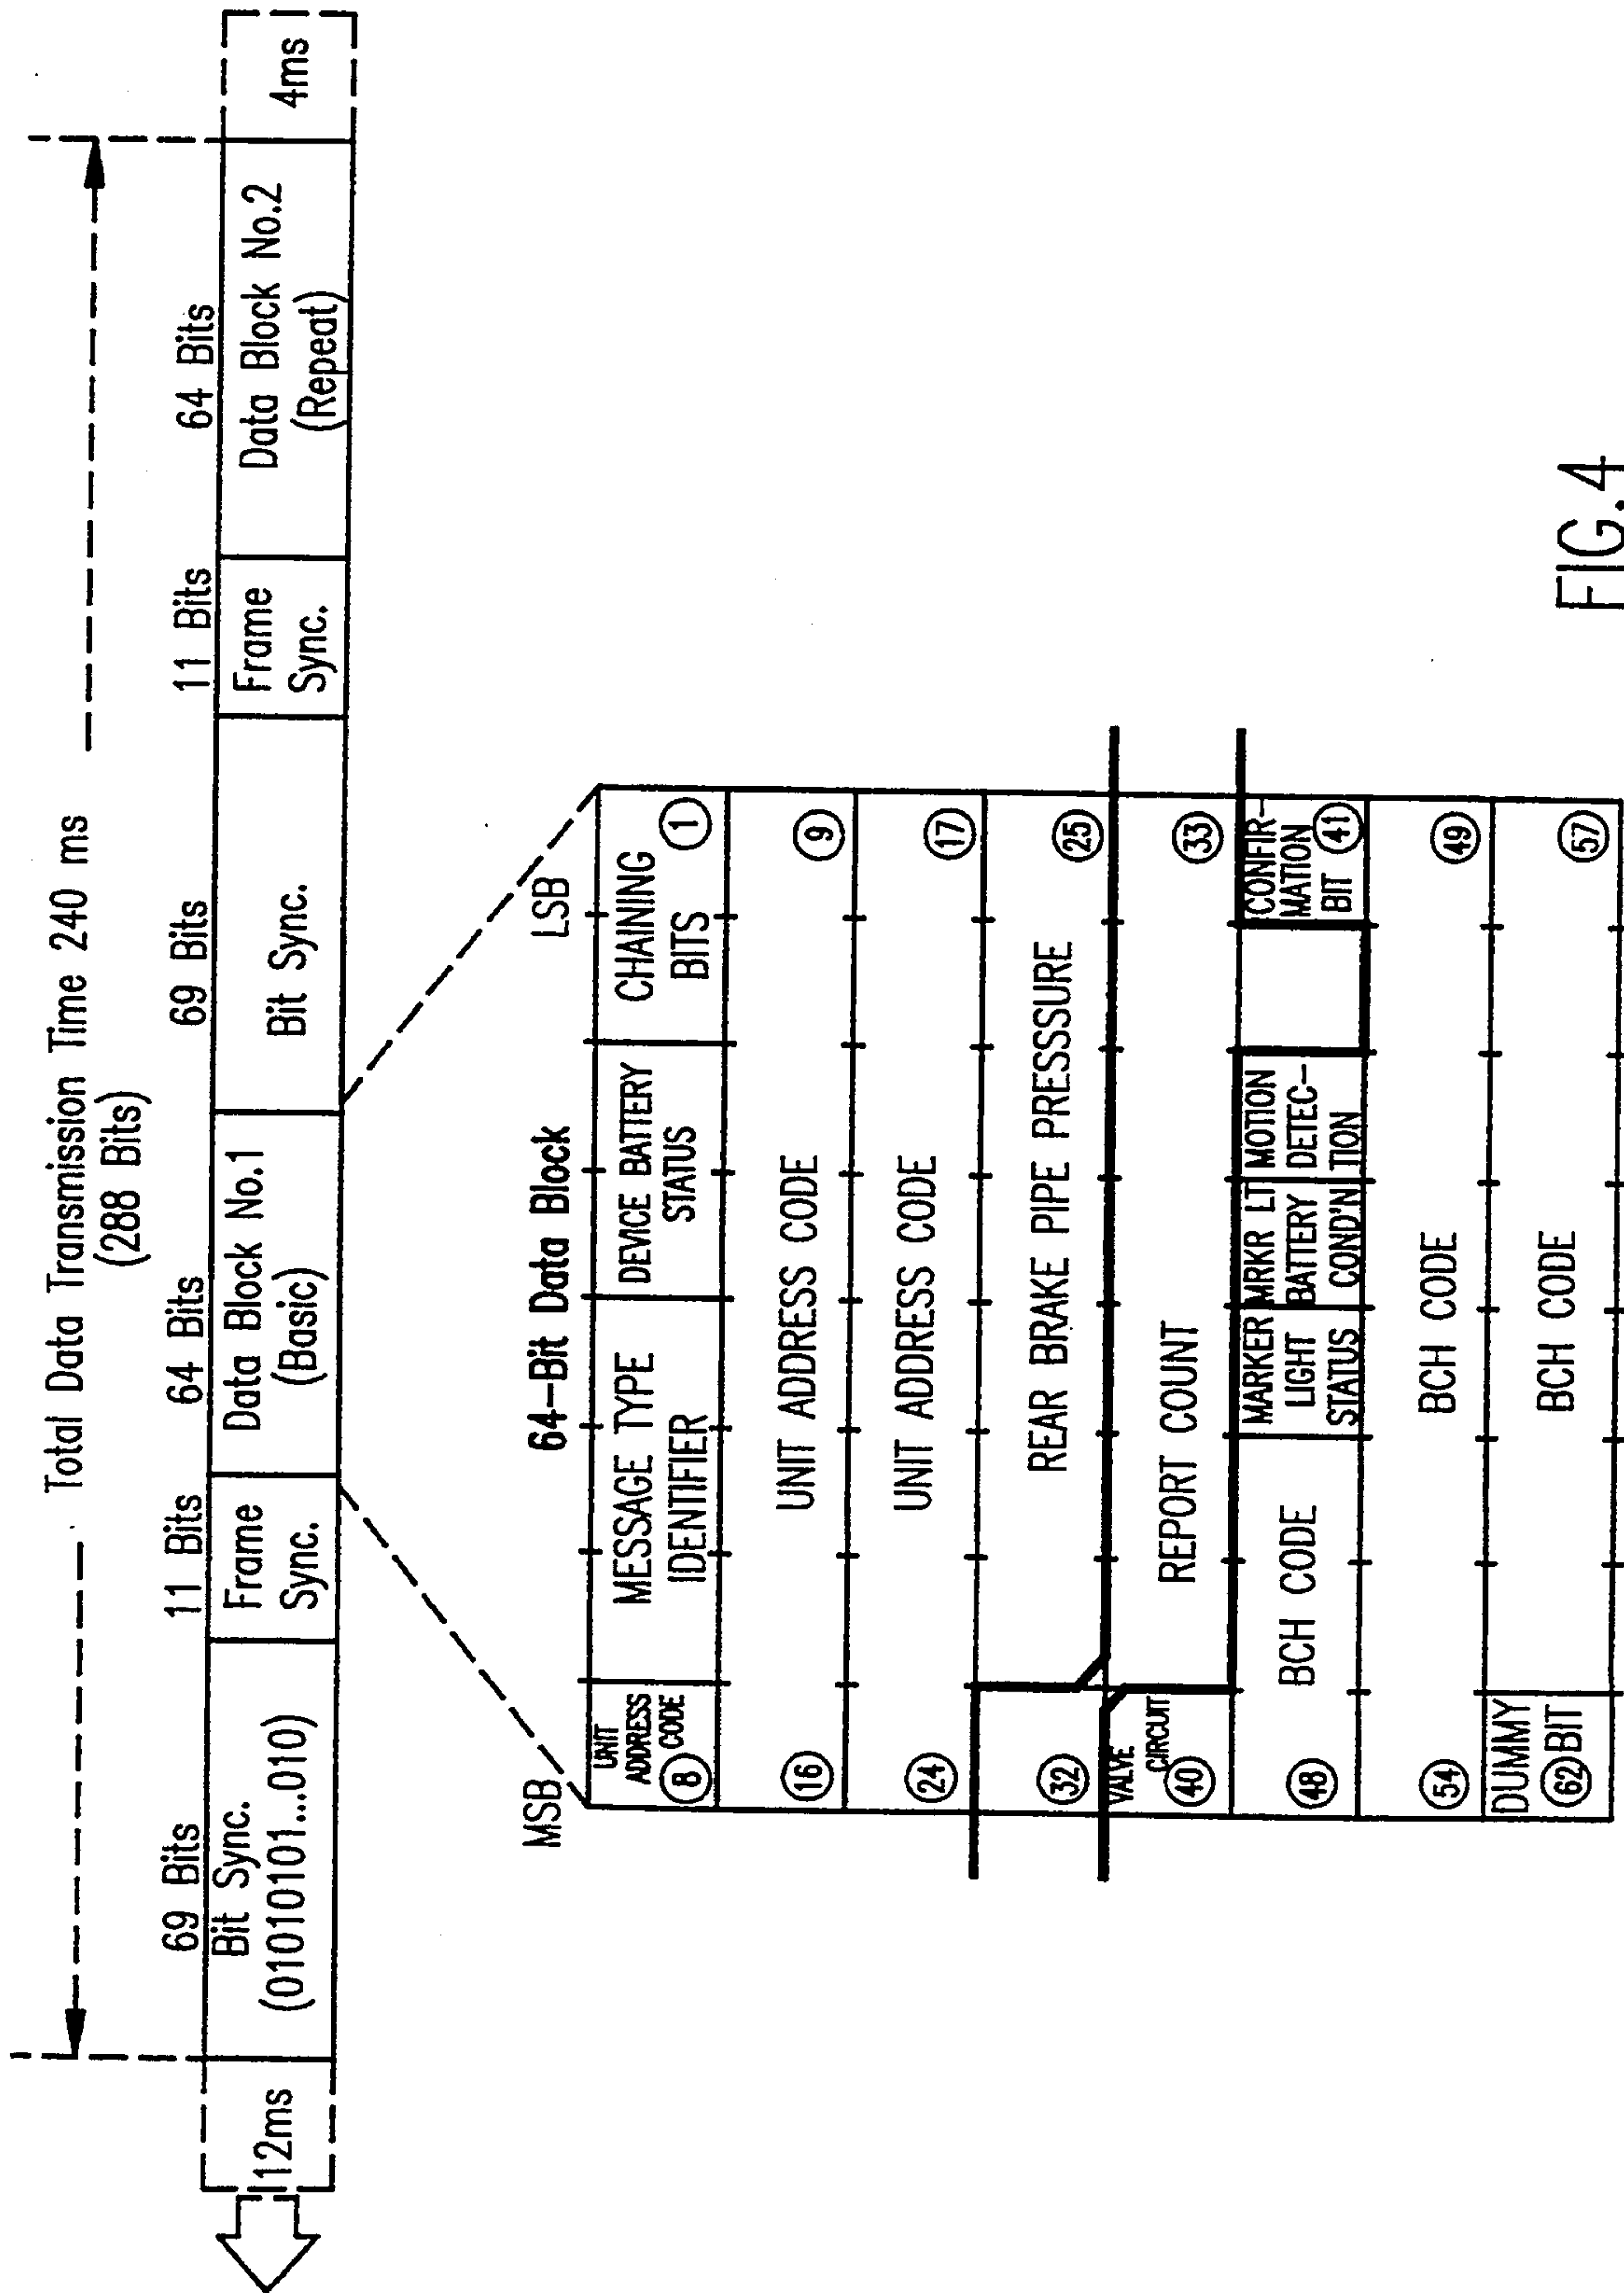 Total Data Transmission Time 240 ms
(288 Bits)
69 Bits
11 Bits
64 Bits
69 Bits
11 Bits
64 Bits
12ms
Bit Sync.
(01010101...010)
Frame
Sync.
Data Block No.1
(Basic)
Bit Sync.
Frame
Sync.
Data Block No.2
(Repeat)
4ms
64-Bit Data Block
MSB
LSB
UNIT
ADDRESS
CODE
8
MESSAGE TYPE
IDENTIFIER
DEVICE BATTERY
STATUS
CHAINING
BITS
1
16
UNIT ADDRESS CODE
9
24
UNIT ADDRESS CODE
17
32
REAR BRAKE PIPE PRESSSURE
25
VALVE
CIRCUIT
40
REPORT COUNT
33
48
BCH CODE
MARKER
LIGHT
STATUS
MRKR LT
BATTERY
COND'N
MOTION
DETEC-
TION
CONFIR-
MATION
BIT
41
54
BCH CODE
49
DUMMY
62 BIT
BCH CODE
57
FIG.4